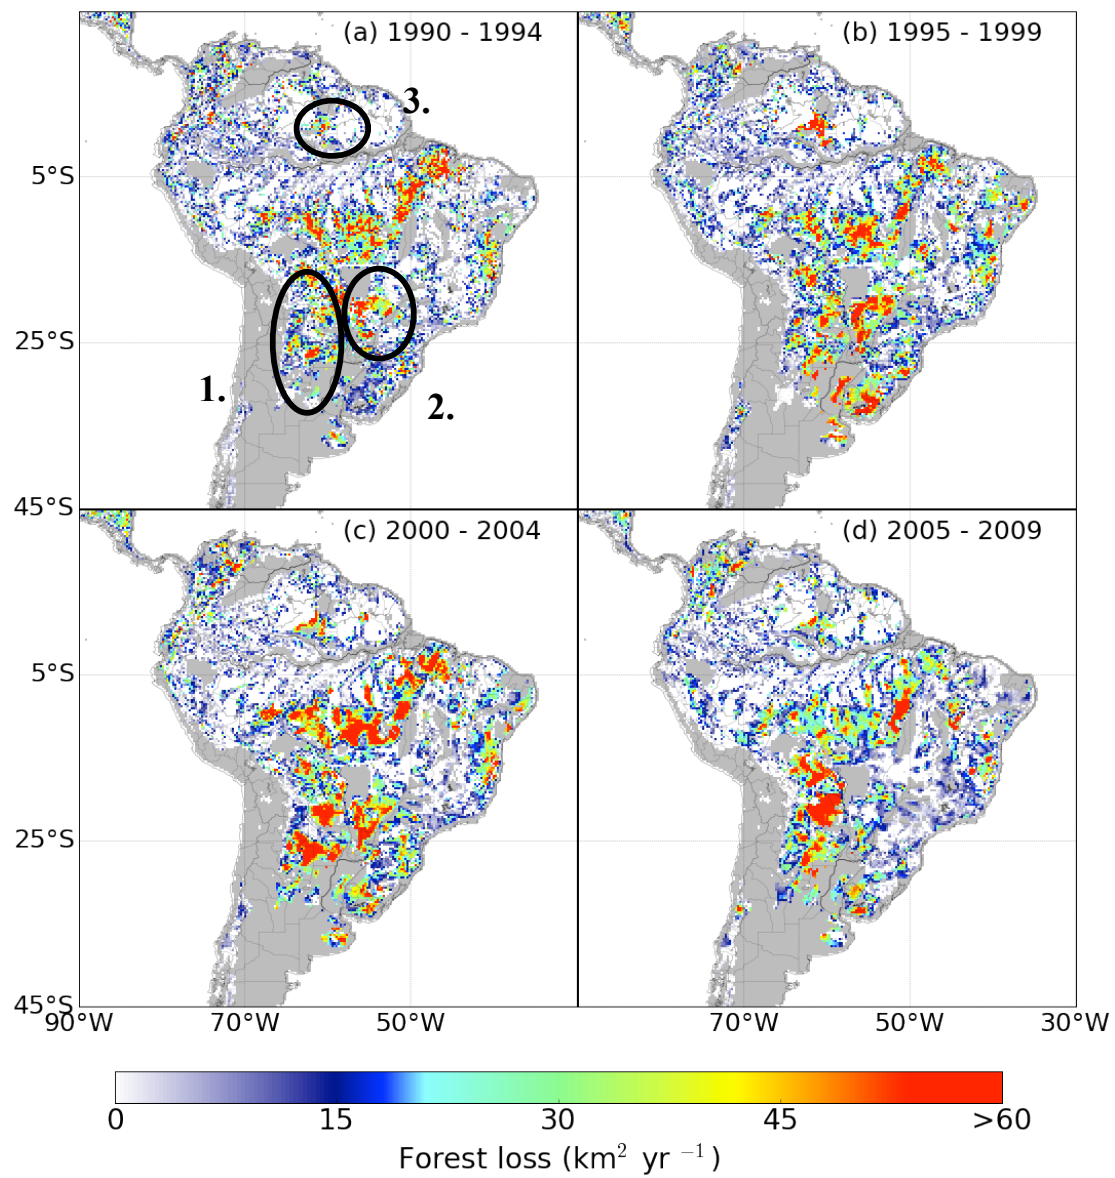 (a) 1990 - 1994
(b) 1995 - 1999
3.
5°S
25°S
1.
2.
45°S
(c) 2000 - 2004
(d) 2005 - 2009
5°S
25°S
45°S
90°W 70°W 50°W 70°W 50°W 30°W
0 15 30 45 >60
Forest loss (km² yr ⁻¹)